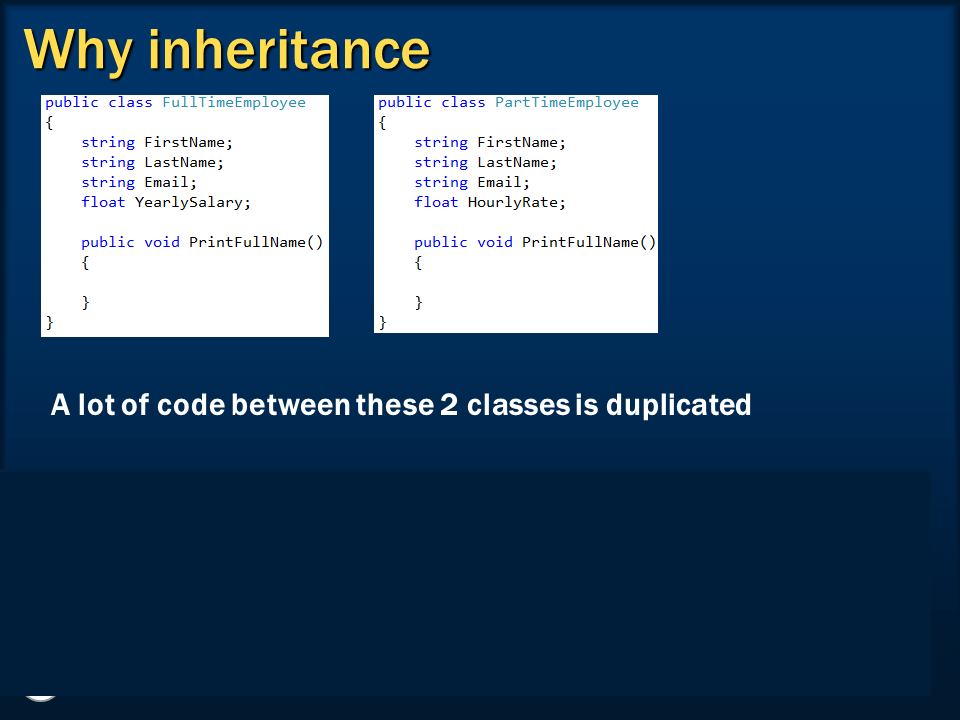 Why inheritance
public class FullTimeEmployee
{
    string FirstName;
    string LastName;
    string Email;
    float YearlySalary;

    public void PrintFullName()
    {

    }
}
public class PartTimeEmployee
{
    string FirstName;
    string LastName;
    string Email;
    float HourlyRate;

    public void PrintFullName()
    {

    }
}
A lot of code between these 2 classes is duplicated